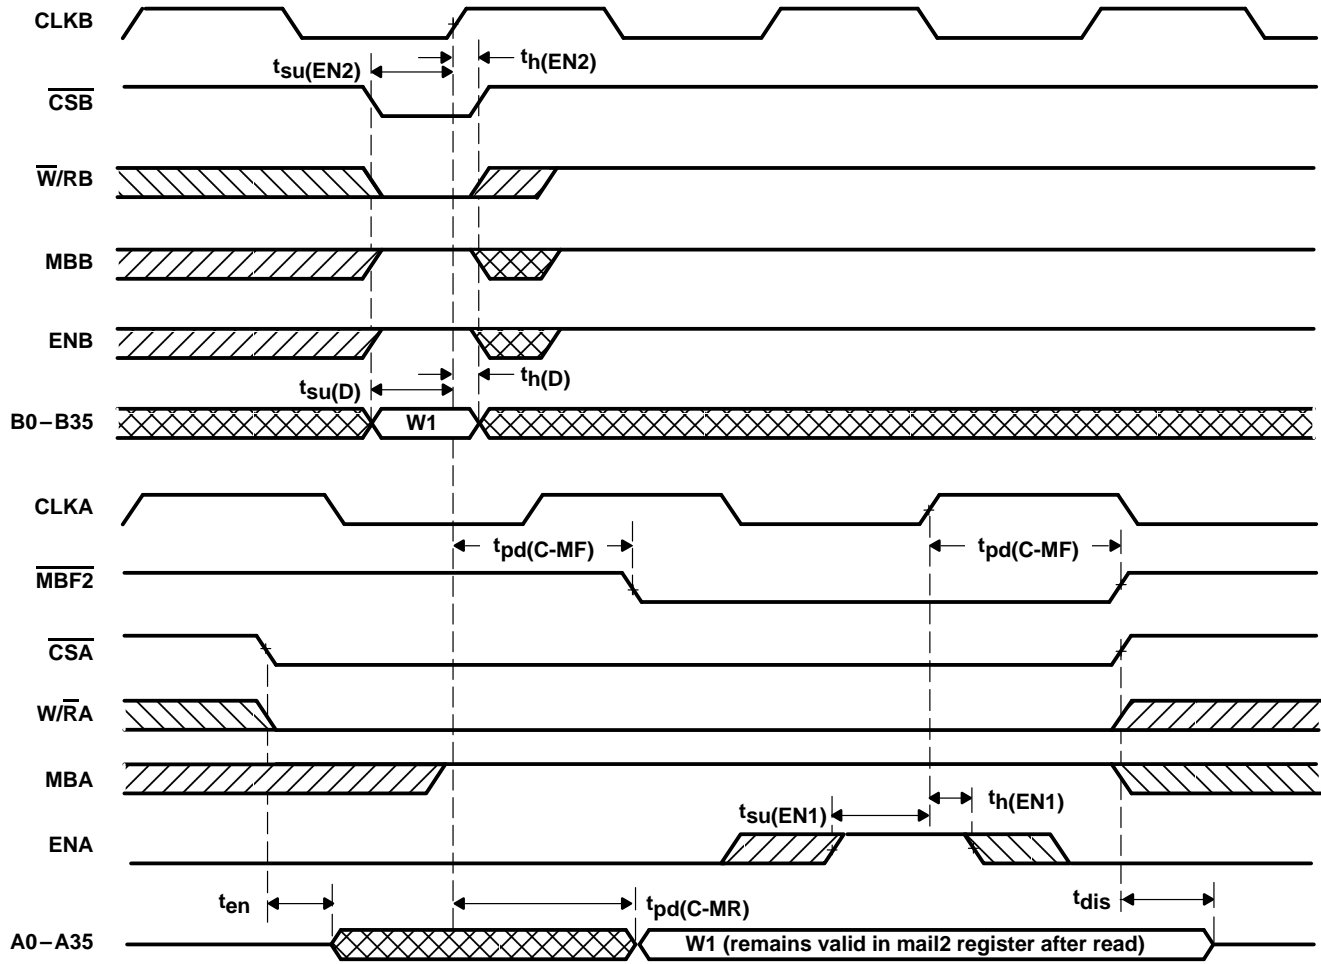 CLKB
tsu(EN2)
th(EN2)
CSB
W/RB
MBB
ENB
tsu(D)
th(D)
B0–B35
W1
CLKA
tpd(C-MF)
tpd(C-MF)
MBF2
CSA
W/RA
MBA
tsu(EN1)
th(EN1)
ENA
ten
tpd(C-MR)
tdis
A0–A35
W1 (remains valid in mail2 register after read)